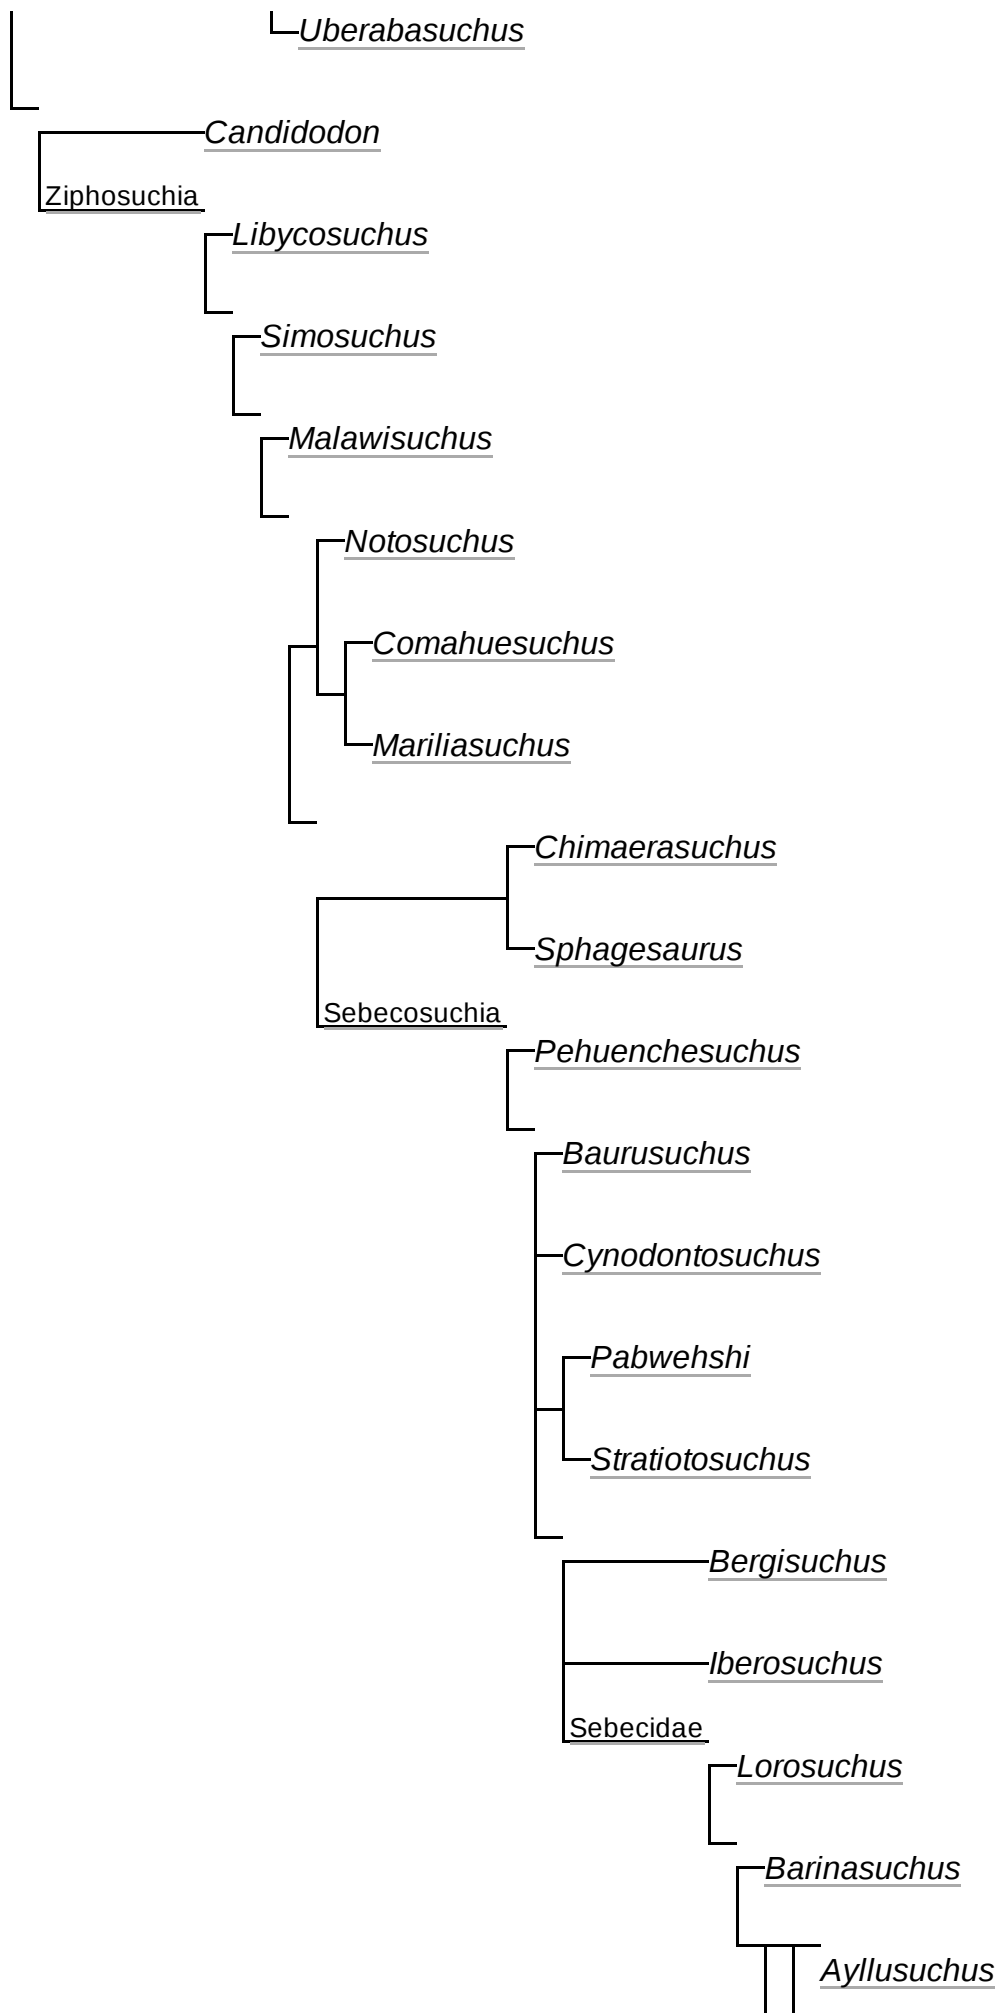 Uberabasuchus
Candidodon
Ziphosuchia
Libycosuchus
Simosuchus
Malawisuchus
Notosuchus
Comahuesuchus
Mariliasuchus
Chimaerasuchus
Sphagesaurus
Sebecosuchia
Pehuenchesuchus
Baurusuchus
Cynodontosuchus
Pabwehshi
Stratiotosuchus
Bergisuchus
Iberosuchus
Sebecidae
Lorosuchus
Barinasuchus
Ayllusuchus